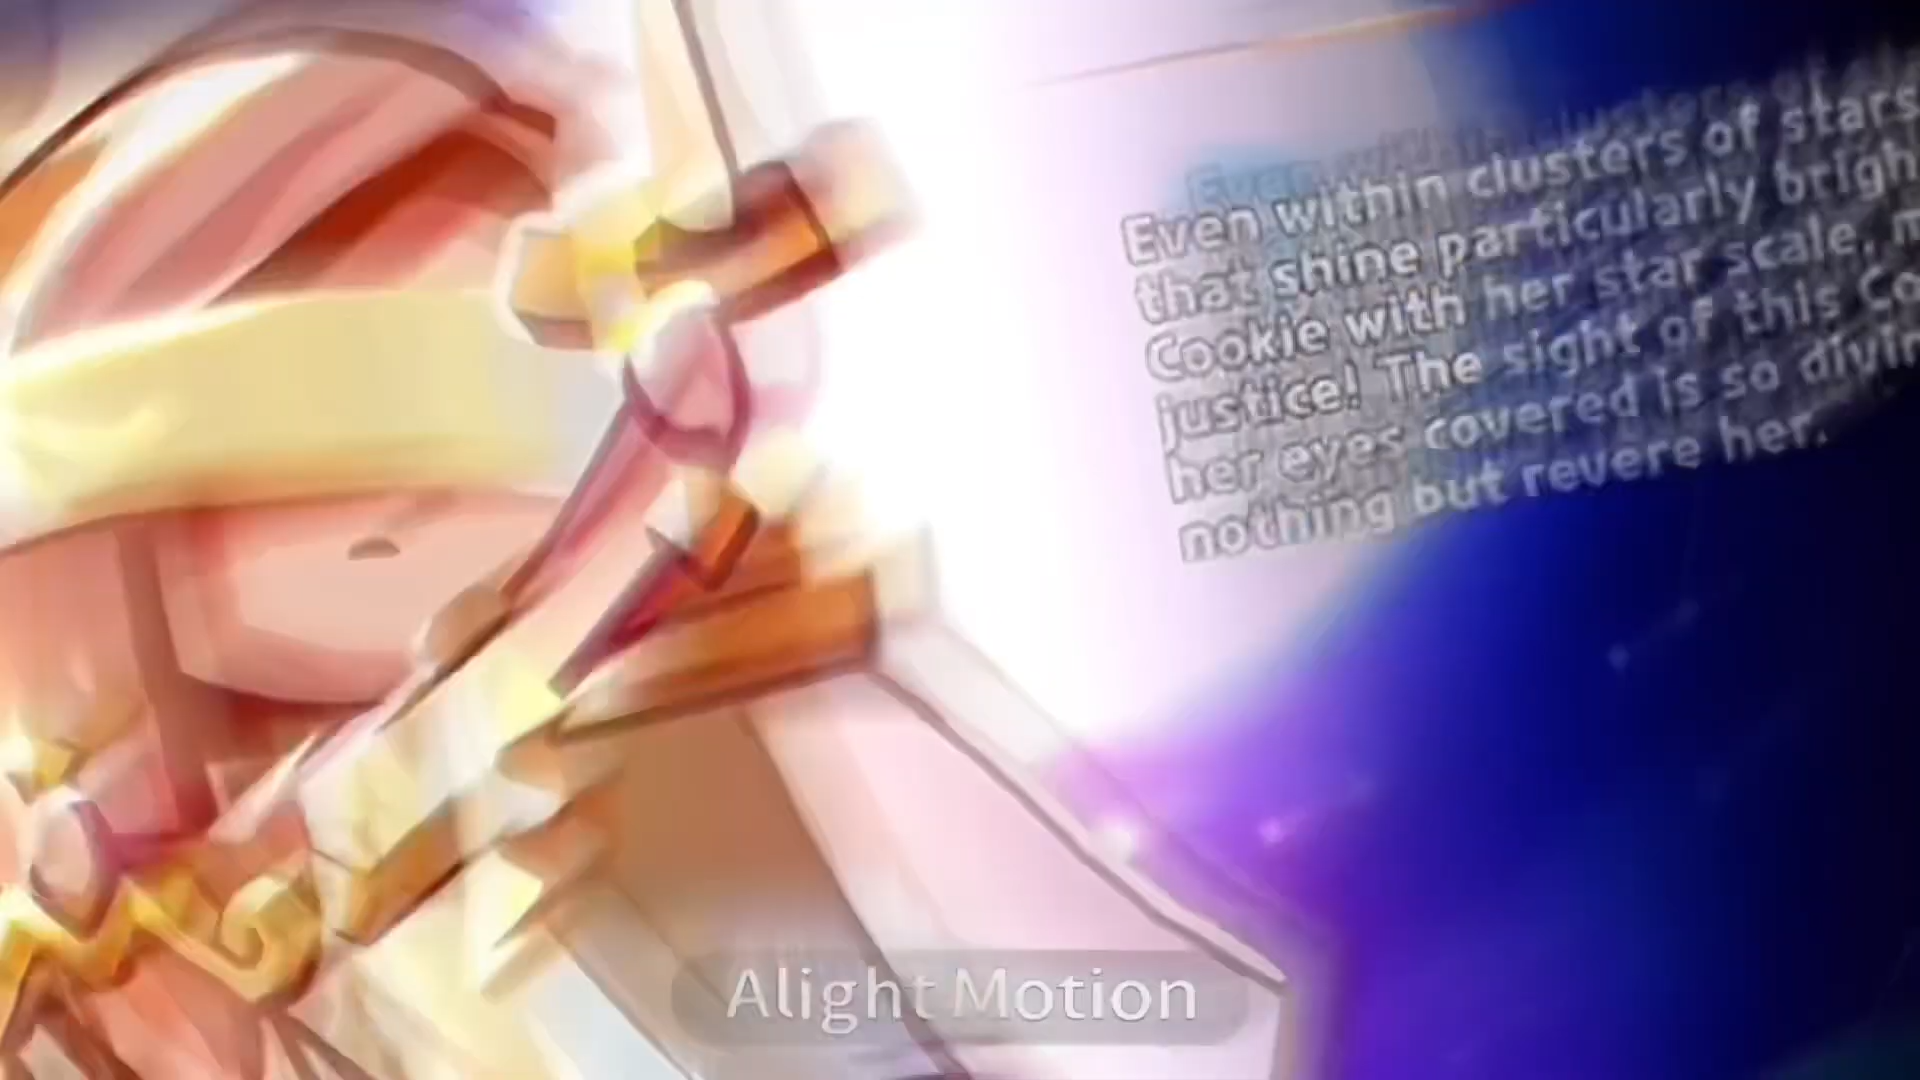 Even within clusters of stars
that shine particularly brigh
Cookie with her star scale, m
justice! The sight of this Co
her eyes covered is so divin
nothing but revere her.
Alight Motion